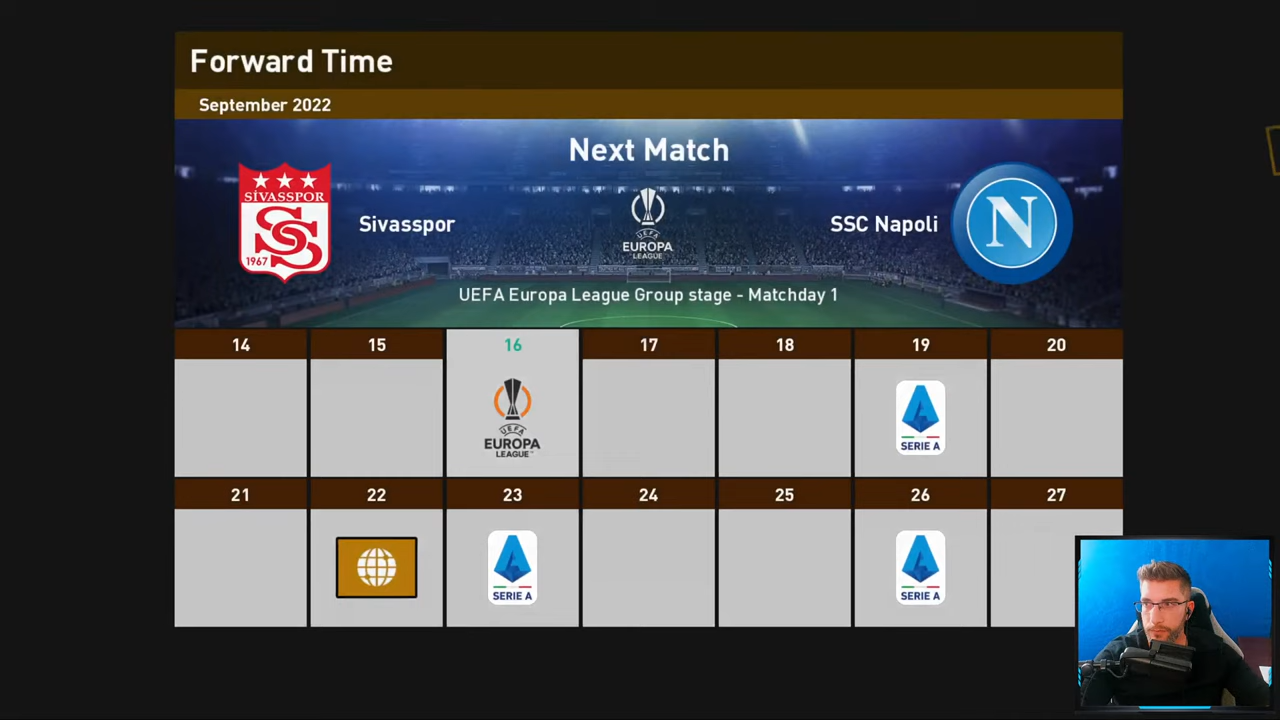 Forward Time
September 2022
Next Match
SİVASSPOR
SS
1967
Sivasspor
UEFA
EUROPA
LEAGUE
SSC Napoli
N
UEFA Europa League Group stage - Matchday 1
14 15 16 17 18 19 20
UEFA
EUROPA
LEAGUE
SERIE A
21 22 23 24 25 26 27
SERIE A
SERIE A